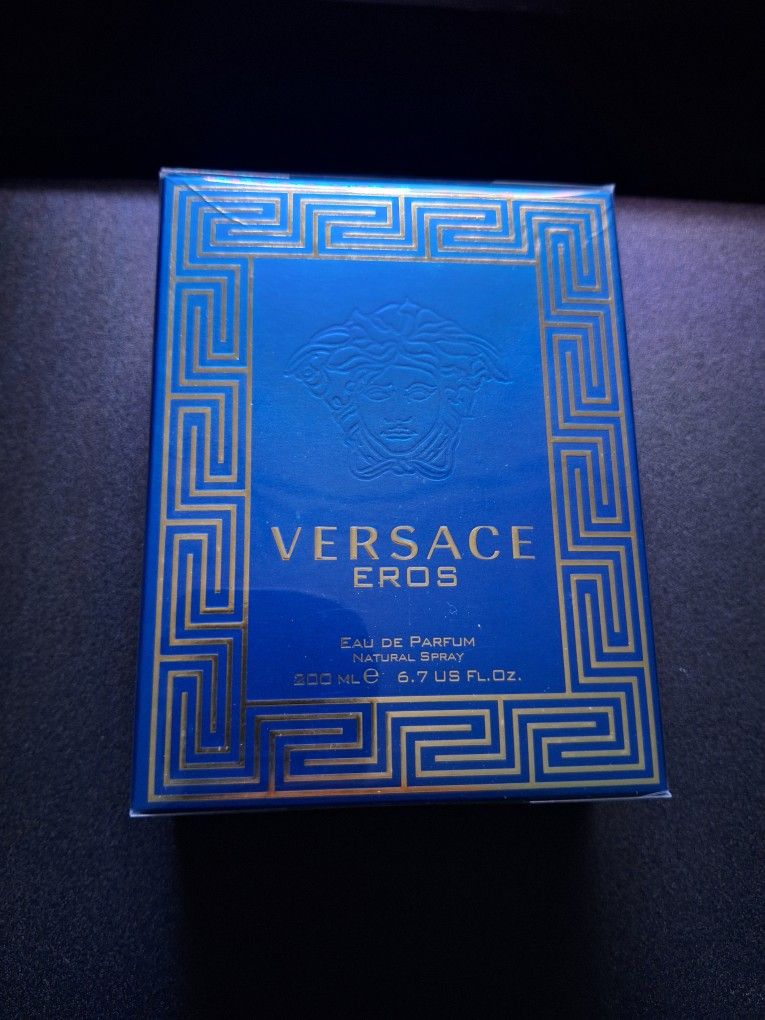 VERSACE
EROS
EAU DE PARFUM
NATURAL SPRAY
200 ML ℮ 6.7 US FL.OZ.